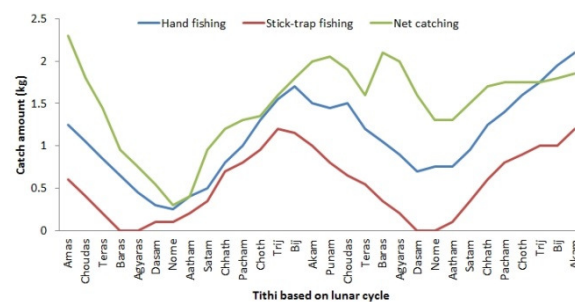 Hand fishing Stick-trap fishing Net catching
2.5
2
1.5
1
0.5
0
Catch amount (kg)
Amas
Choudas
Teras
Baras
Agyaras
Dasam
Nome
Aatham
Satam
Chhath
Pacham
Choth
Trij
Bij
Akam
Punam
Choudas
Teras
Baras
Agyaras
Dasam
Nome
Aatham
Satam
Chhath
Pacham
Choth
Trij
Bij
Akam
Tithi based on lunar cycle